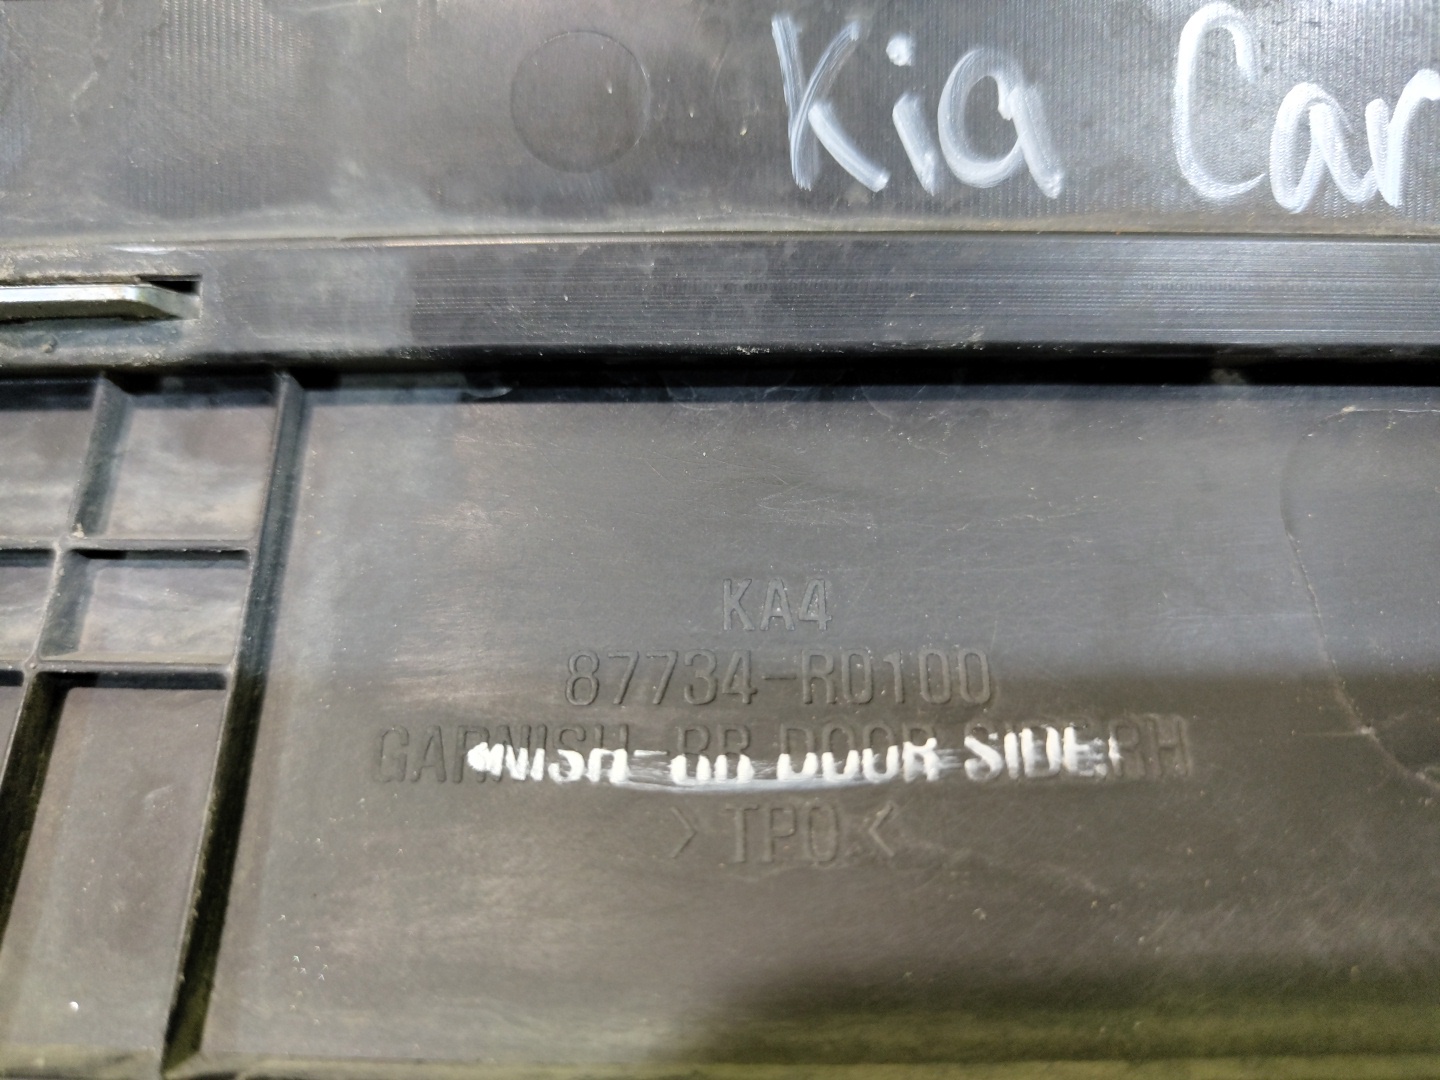 Kia Car
KA4
87734-R0100
GARNISH-RR DOOR SIDE RH
>TPO<